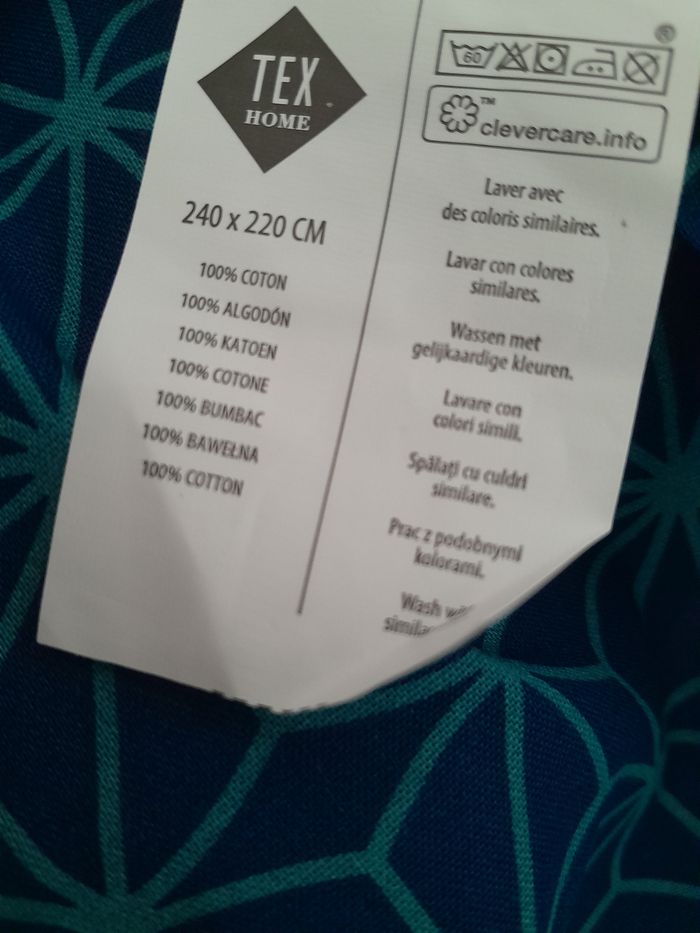 TEX
HOME
240 x 220 CM
100% COTON
100% ALGODÓN
100% KATOEN
100% COTONE
100% BUMBAC
100% BAWEŁNA
100% COTTON
®
60
™
clevercare.info
Laver avec
des coloris similaires.
Lavar con colores
similares.
Wassen met
gelijkaardige kleuren.
Lavare con
colori simili.
Spălați cu culori
similare.
Prac z podobnymi
kolorami.
Wash